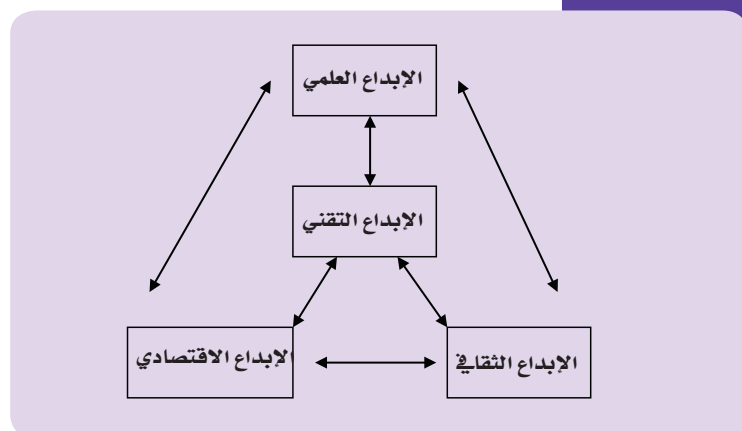 الإبداع العلمي
الإبداع التقني
الإبداع الثقافي
الإبداع الاقتصادي